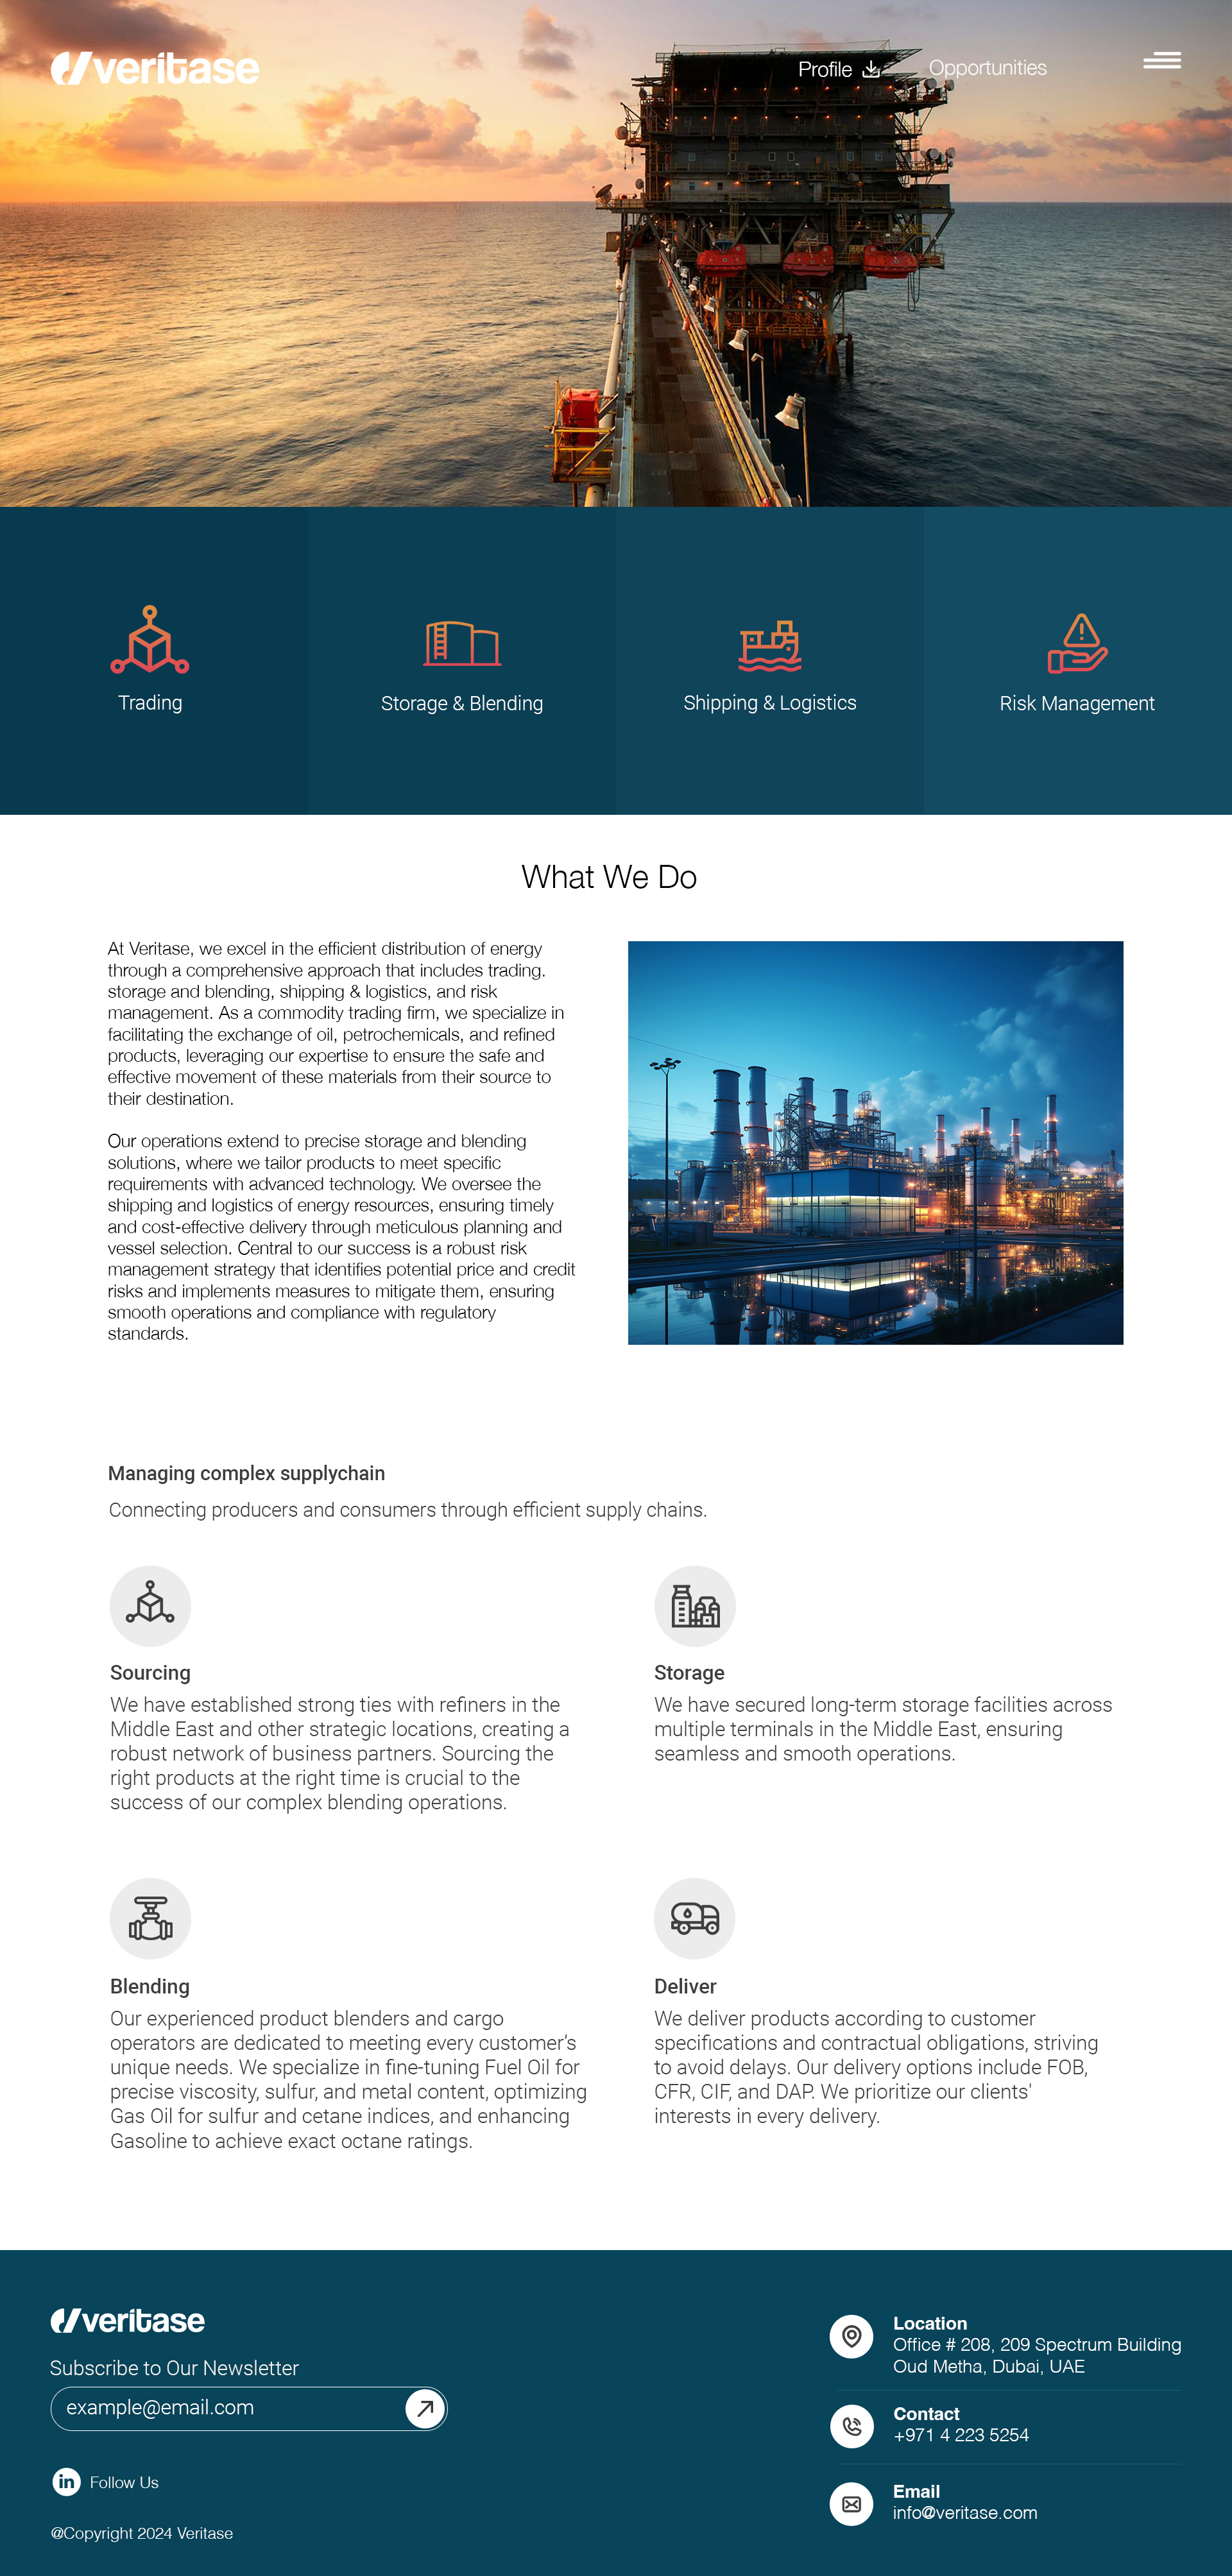 veritase
Profile
Opportunities
Trading
Storage & Blending
Shipping & Logistics
Risk Management
What We Do
At Veritase, we excel in the efficient distribution of energy
through a comprehensive approach that includes trading.
storage and blending, shipping & logistics, and risk
management. As a commodity trading firm, we specialize in
facilitating the exchange of oil, petrochemicals, and refined
products, leveraging our expertise to ensure the safe and
effective movement of these materials from their source to
their destination.
Our operations extend to precise storage and blending
solutions, where we tailor products to meet specific
requirements with advanced technology. We oversee the
shipping and logistics of energy resources, ensuring timely
and cost-effective delivery through meticulous planning and
vessel selection. Central to our success is a robust risk
management strategy that identifies potential price and credit
risks and implements measures to mitigate them, ensuring
smooth operations and compliance with regulatory
standards.
Managing complex supplychain
Connecting producers and consumers through efficient supply chains.
Sourcing
We have established strong ties with refiners in the
Middle East and other strategic locations, creating a
robust network of business partners. Sourcing the
right products at the right time is crucial to the
success of our complex blending operations.
Storage
We have secured long-term storage facilities across
multiple terminals in the Middle East, ensuring
seamless and smooth operations.
Blending
Our experienced product blenders and cargo
operators are dedicated to meeting every customer’s
unique needs. We specialize in fine-tuning Fuel Oil for
precise viscosity, sulfur, and metal content, optimizing
Gas Oil for sulfur and cetane indices, and enhancing
Gasoline to achieve exact octane ratings.
Deliver
We deliver products according to customer
specifications and contractual obligations, striving
to avoid delays. Our delivery options include FOB,
CFR, CIF, and DAP. We prioritize our clients'
interests in every delivery.
veritase
Subscribe to Our Newsletter
example@email.com
in Follow Us
@Copyright 2024 Veritase
Location
Office # 208, 209 Spectrum Building
Oud Metha, Dubai, UAE
Contact
+971 4 223 5254
Email
info@veritase.com